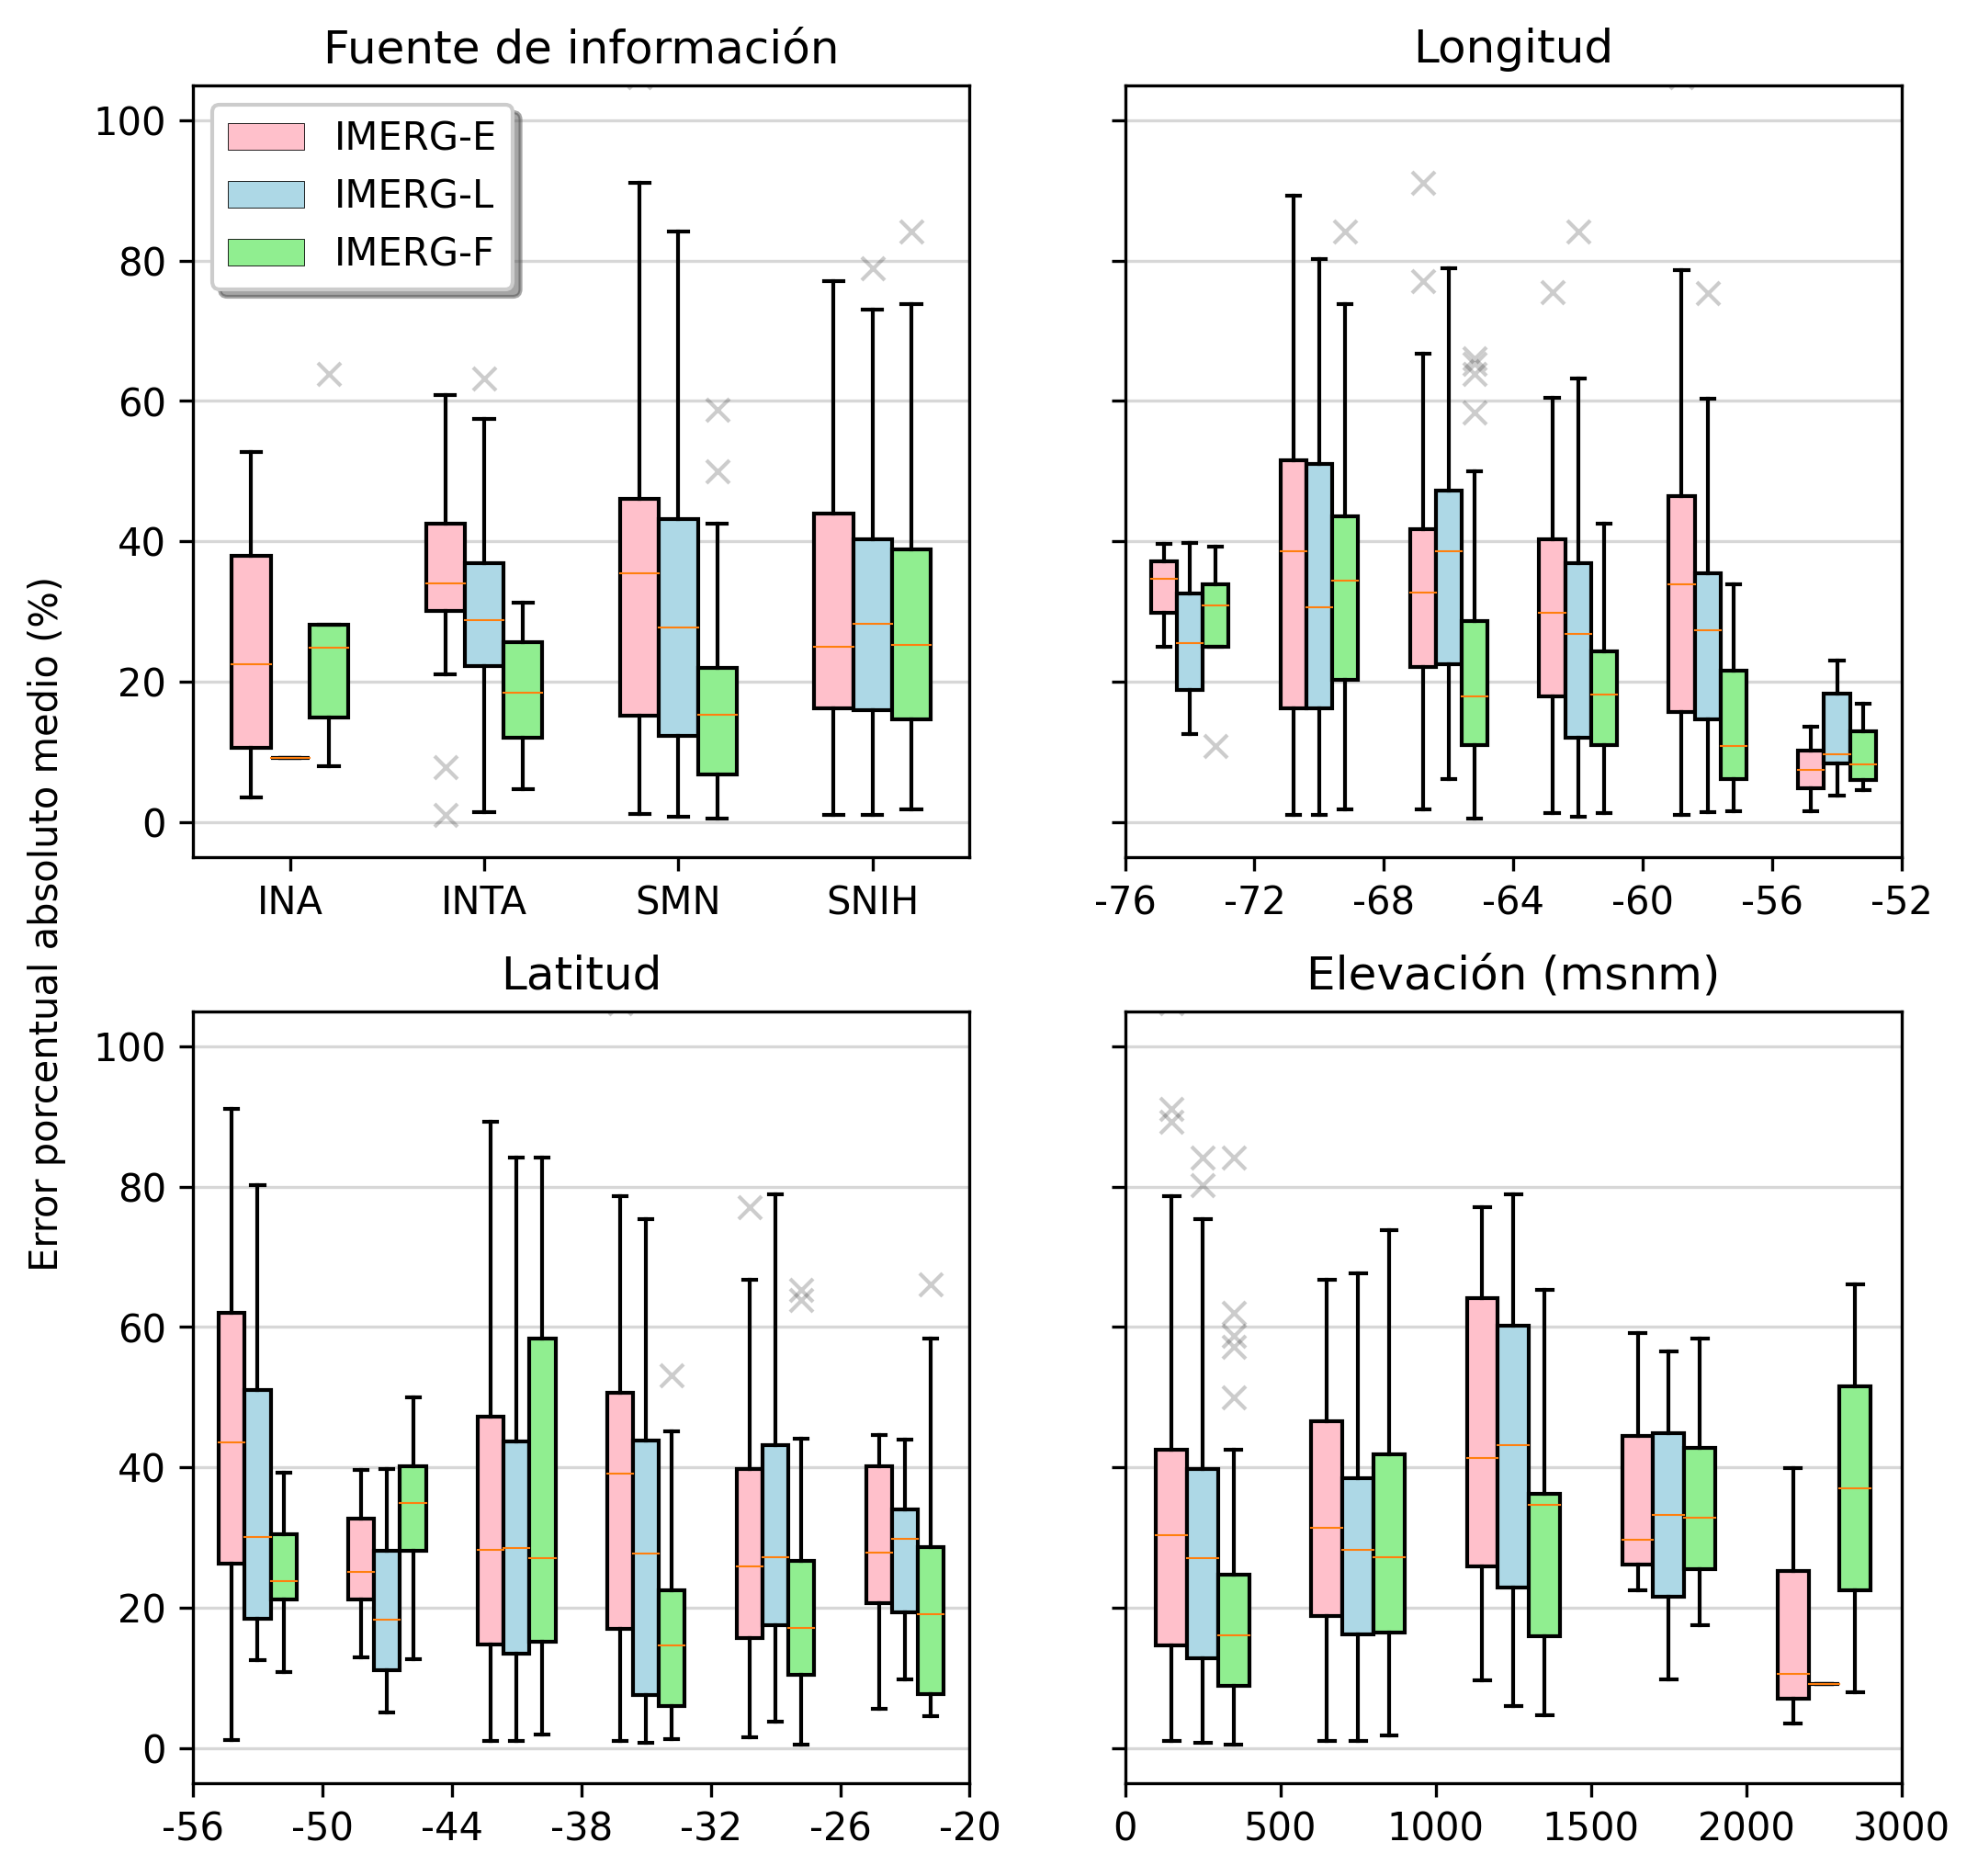 Fuente de información
Longitud
100
80
60
40
20
0
IMERG-E
IMERG-L
IMERG-F
INA INTA SMN SNIH
-76 -72 -68 -64 -60 -56 -52
Error porcentual absoluto medio (%)
Latitud
Elevación (msnm)
100
80
60
40
20
0
-56 -50 -44 -38 -32 -26 -20
0 500 1000 1500 2000 3000